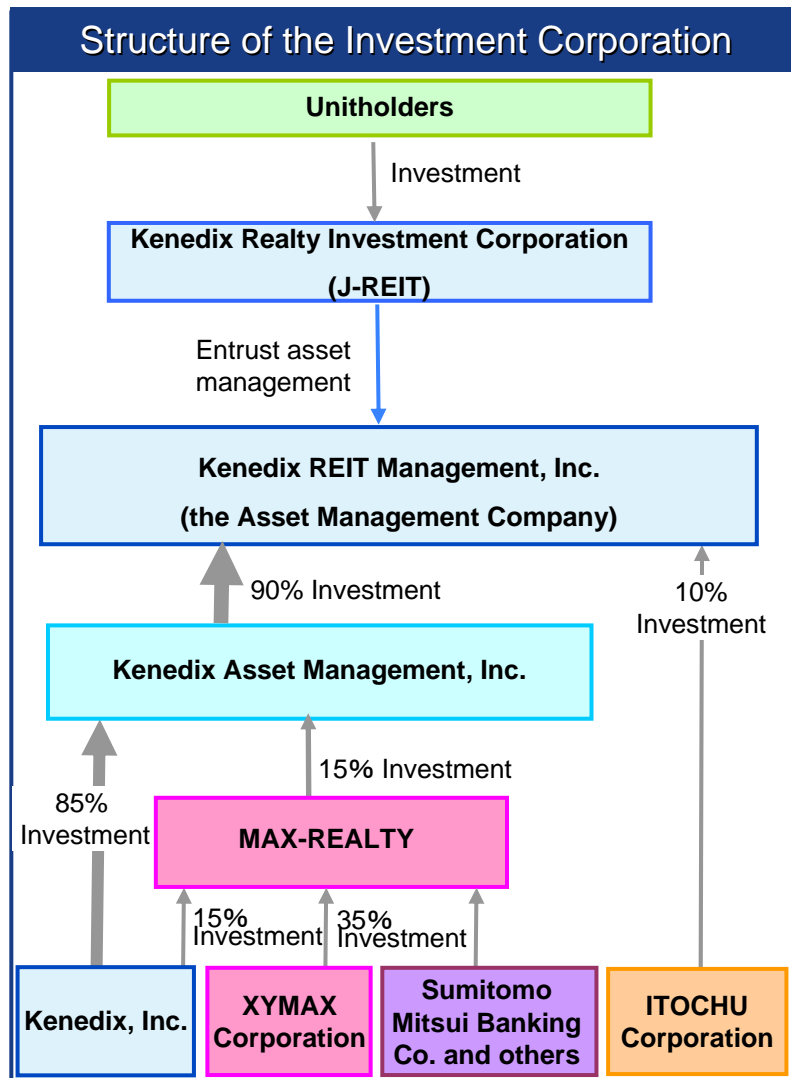 Structure of the Investment Corporation
Unitholders
Investment
Kenedix Realty Investment Corporation
(J-REIT)
Entrust asset
management
Kenedix REIT Management, Inc.
(the Asset Management Company)
90% Investment
10%
Investment
Kenedix Asset Management, Inc.
15% Investment
85%
Investment
MAX-REALTY
15%
Investment
35%
Investment
Kenedix, Inc.
XYMAX
Corporation
Sumitomo
Mitsui Banking
Co. and others
ITOCHU
Corporation